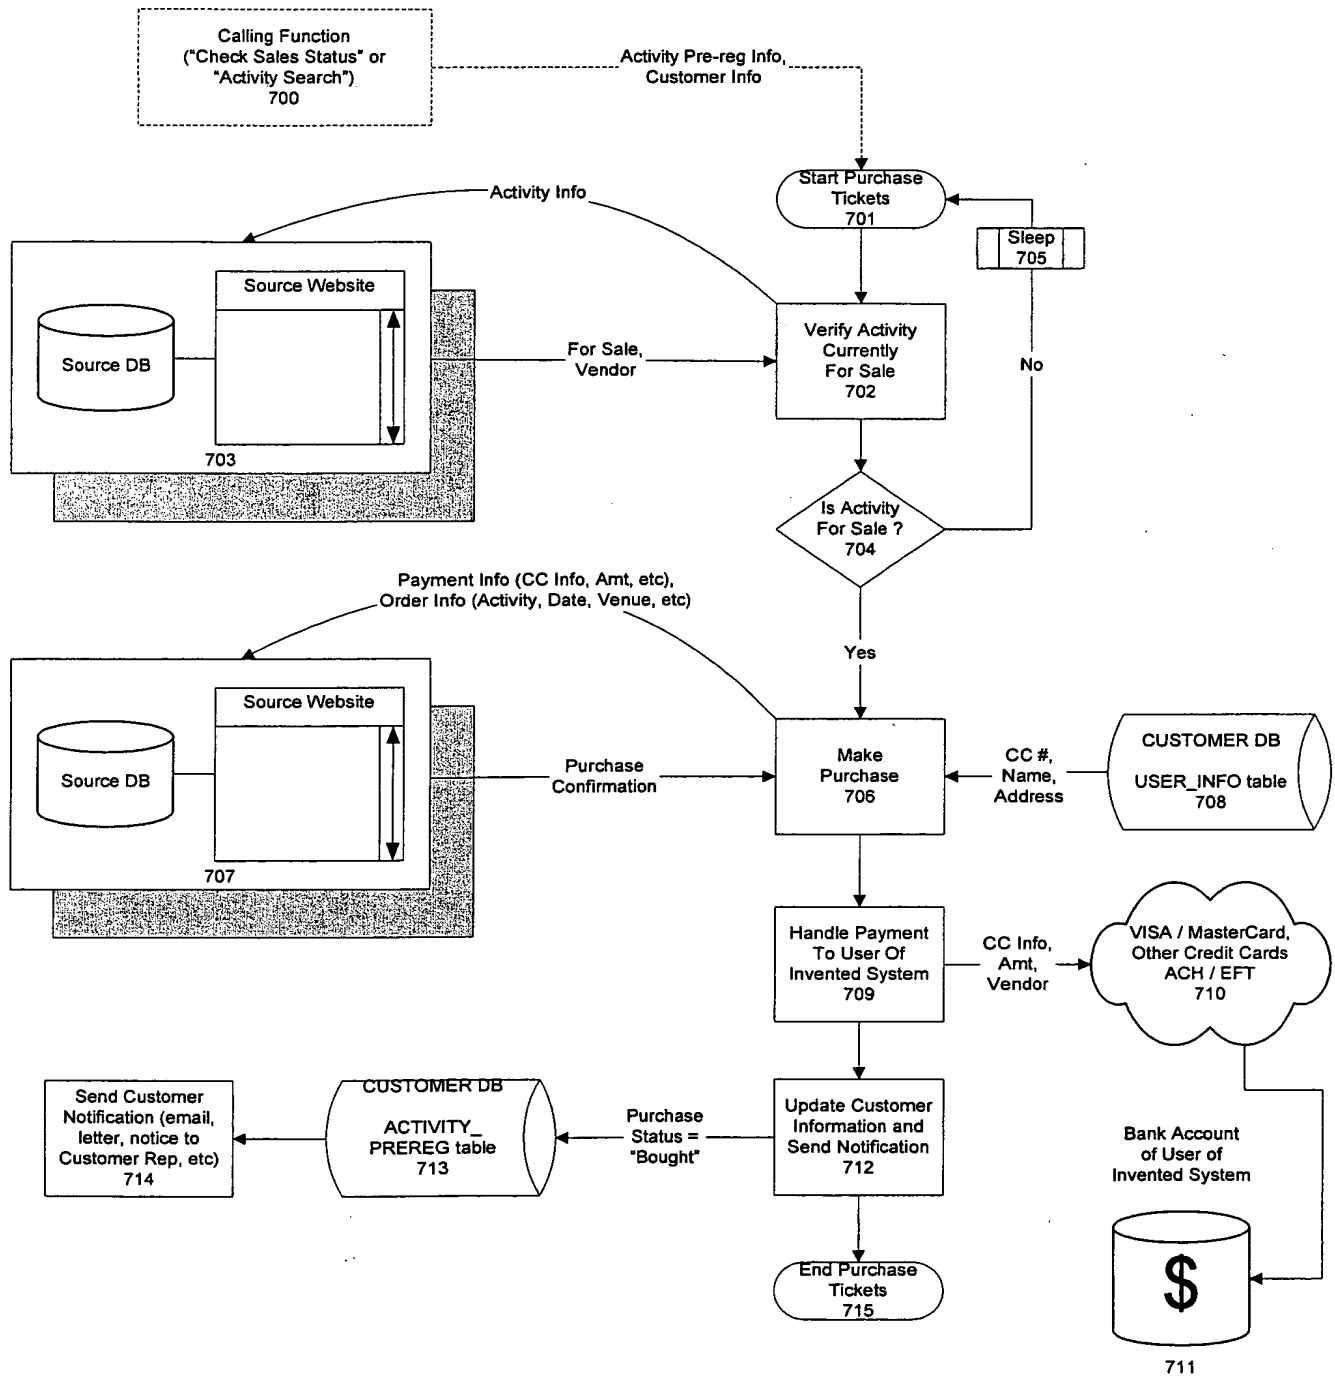 Calling Function
("Check Sales Status" or
"Activity Search")
700
Activity Pre-reg Info,
Customer Info
Start Purchase
Tickets
701
Activity Info
Sleep
705
Source Website
Source DB
703
For Sale,
Vendor
Verify Activity
Currently
For Sale
702
No
Is Activity
For Sale ?
704
Payment Info (CC Info, Amt, etc),
Order Info (Activity, Date, Venue, etc)
Yes
Source Website
Source DB
707
Purchase
Confirmation
Make
Purchase
706
CC #,
Name,
Address
CUSTOMER DB
USER_INFO table
708
Handle Payment
To User Of
Invented System
709
CC Info,
Amt,
Vendor
VISA / MasterCard,
Other Credit Cards
ACH / EFT
710
Send Customer
Notification (email,
letter, notice to
Customer Rep, etc)
714
CUSTOMER DB
ACTIVITY_
PREREG table
713
Purchase
Status =
"Bought"
Update Customer
Information and
Send Notification
712
Bank Account
of User of
Invented System
$
711
End Purchase
Tickets
715